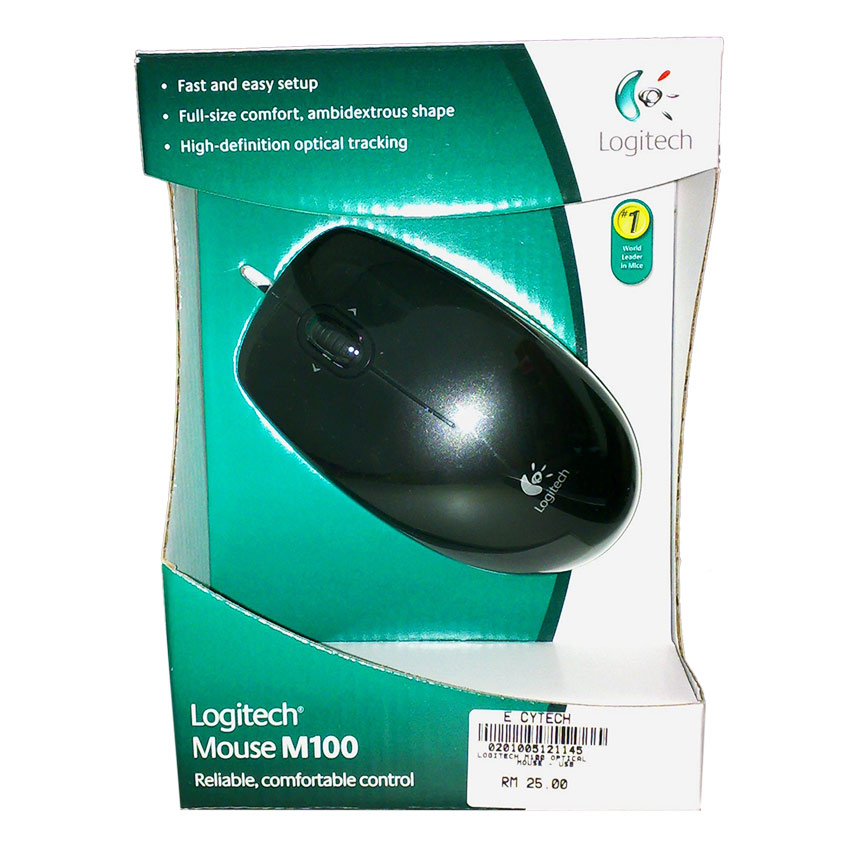 • Fast and easy setup
• Full-size comfort, ambidextrous shape
• High-definition optical tracking
Logitech
#1
World
Leader
in Mice
Logitech
Logitech®
Mouse M100
Reliable, comfortable control
E CYTECH
0201005121145
LOGITECH M100 OPTICAL
MOUSE - USB
RM 25.00